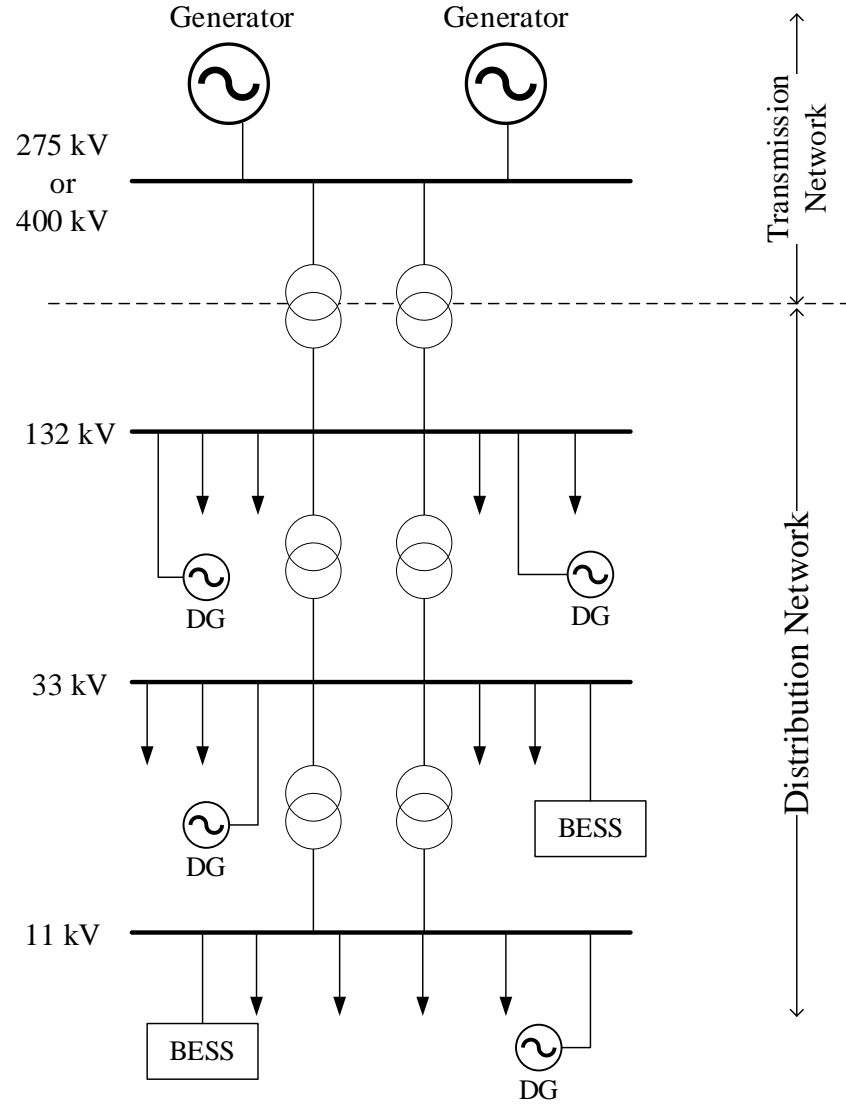 Generator
Generator
275 kV
or
400 kV
Transmission
Network
132 kV
DG
DG
Distribution Network
33 kV
DG
BESS
11 kV
BESS
DG